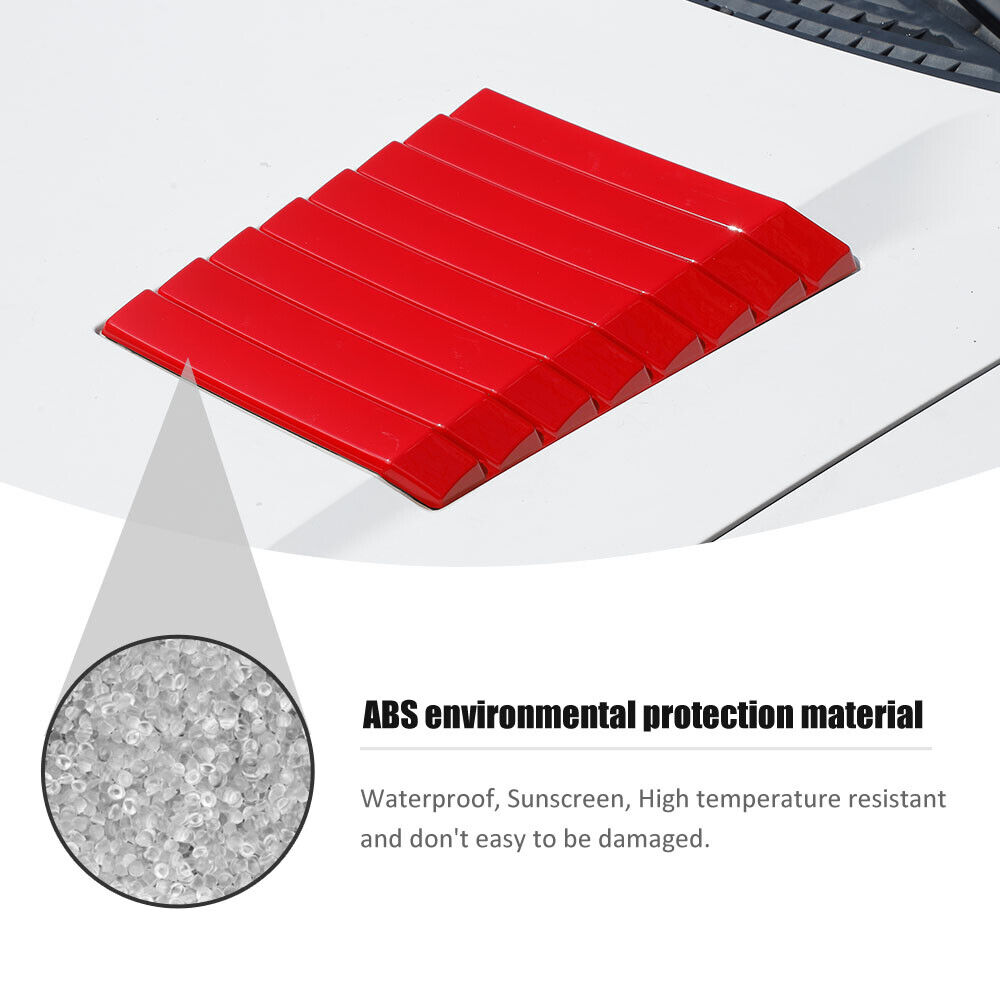 ABS environmental protection material
Waterproof, Sunscreen, High temperature resistant
and don't easy to be damaged.